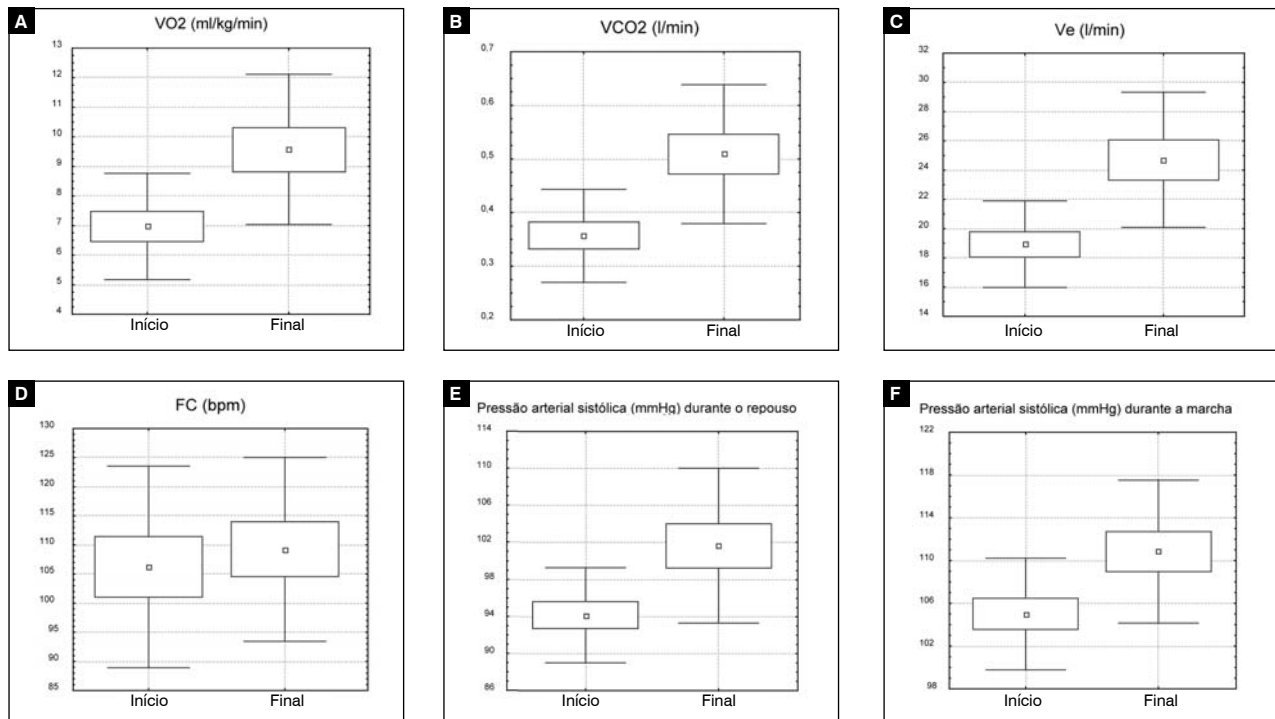 A
VO2 (ml/kg/min)
13
12
11
10
9
8
7
6
5
4
Início
Final
B
VCO2 (l/min)
0,7
0,6
0,5
0,4
0,3
0,2
Início
Final
C
Ve (l/min)
32
30
28
26
24
22
20
18
16
14
Início
Final
D
FC (bpm)
130
125
120
115
110
105
100
95
90
85
Início
Final
E
Pressão arterial sistólica (mmHg) durante o repouso
114
110
106
102
98
94
90
86
Início
Final
F
Pressão arterial sistólica (mmHg) durante a marcha
122
118
114
110
106
102
98
Início
Final